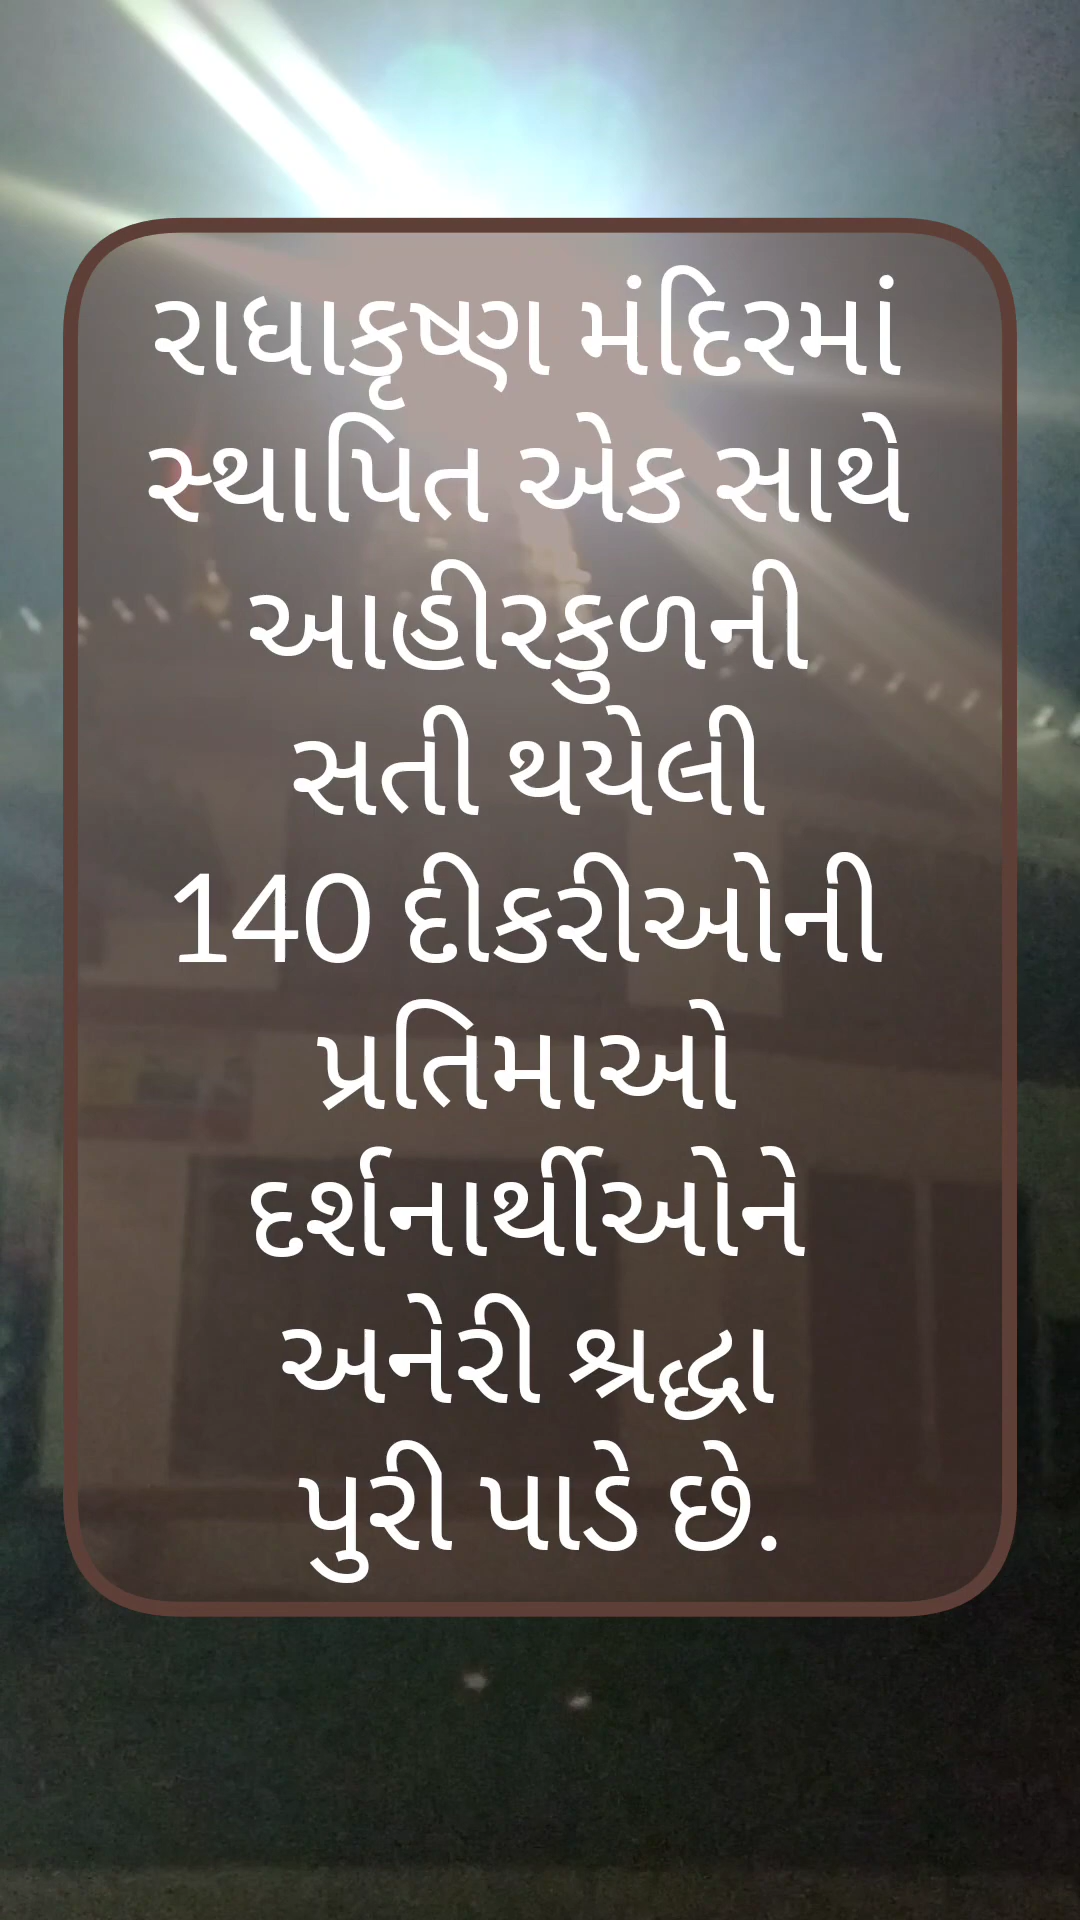 રાધાકૃષ્ણ મંદિરમાં
સ્થાપિત એક સાથે
આહીરકુળની
સતી થયેલી
140 દીકરીઓની
પ્રતિમાઓ
દર્શનાર્થીઓને
અનેરી શ્રદ્ધા
પુરી પાડે છે.